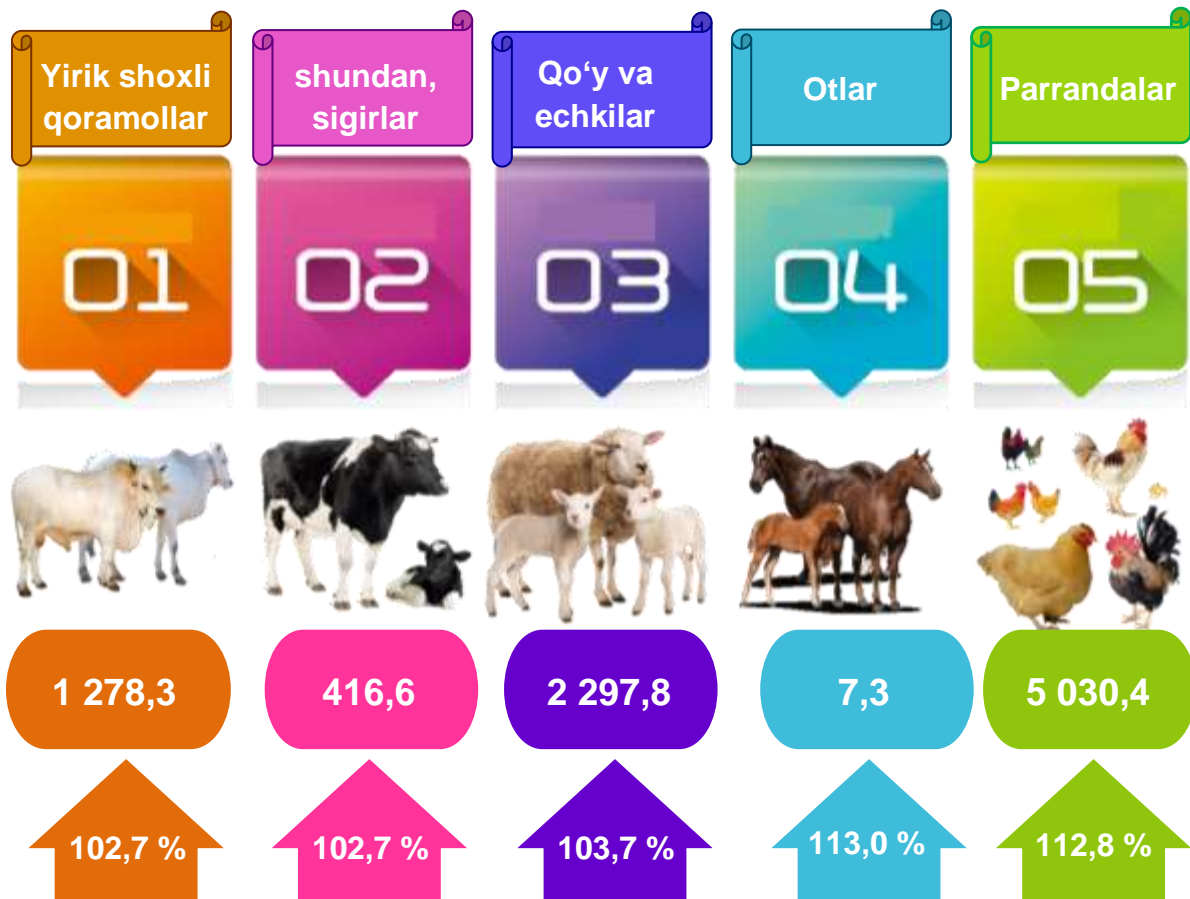 Yirik shoxli
qoramollar
shundan,
sigirlar
Qo‘y va
echkilar
Otlar
Parrandalar
01
02
03
04
05
1 278,3
416,6
2 297,8
7,3
5 030,4
102,7 %
102,7 %
103,7 %
113,0 %
112,8 %